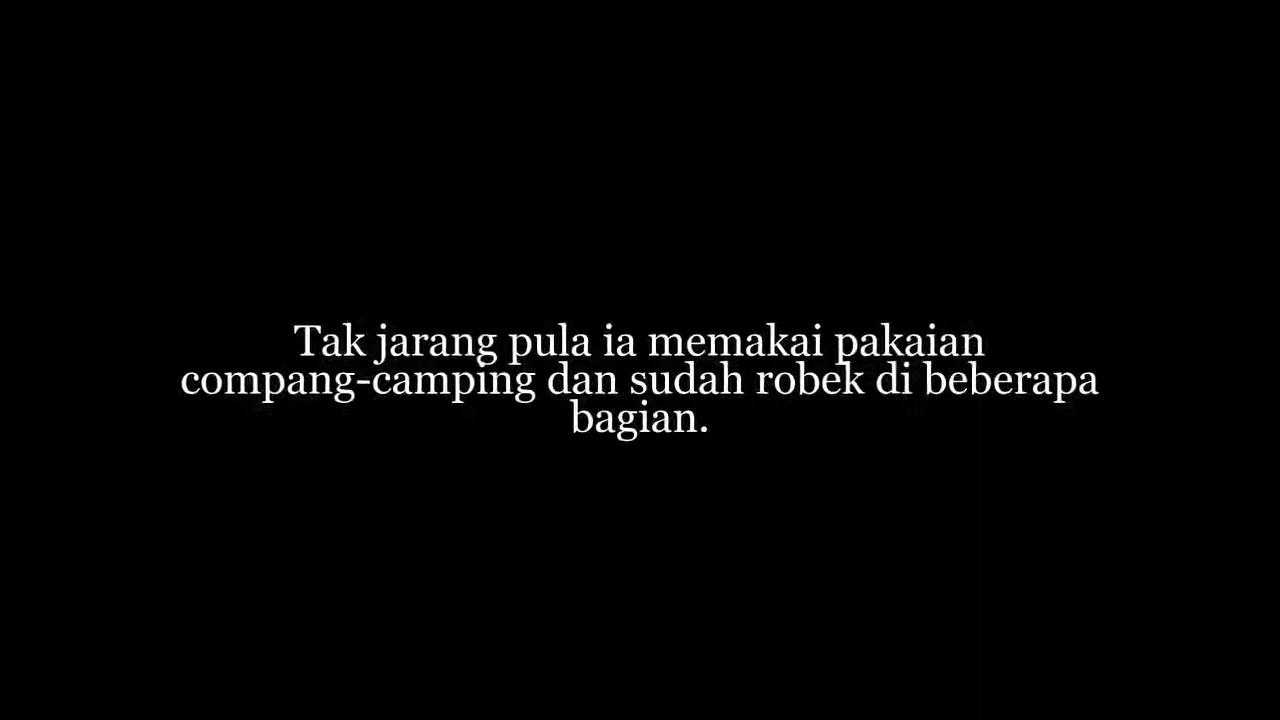 Tak jarang pula ia memakai pakaian
compang-camping dan sudah robek di beberapa
bagian.